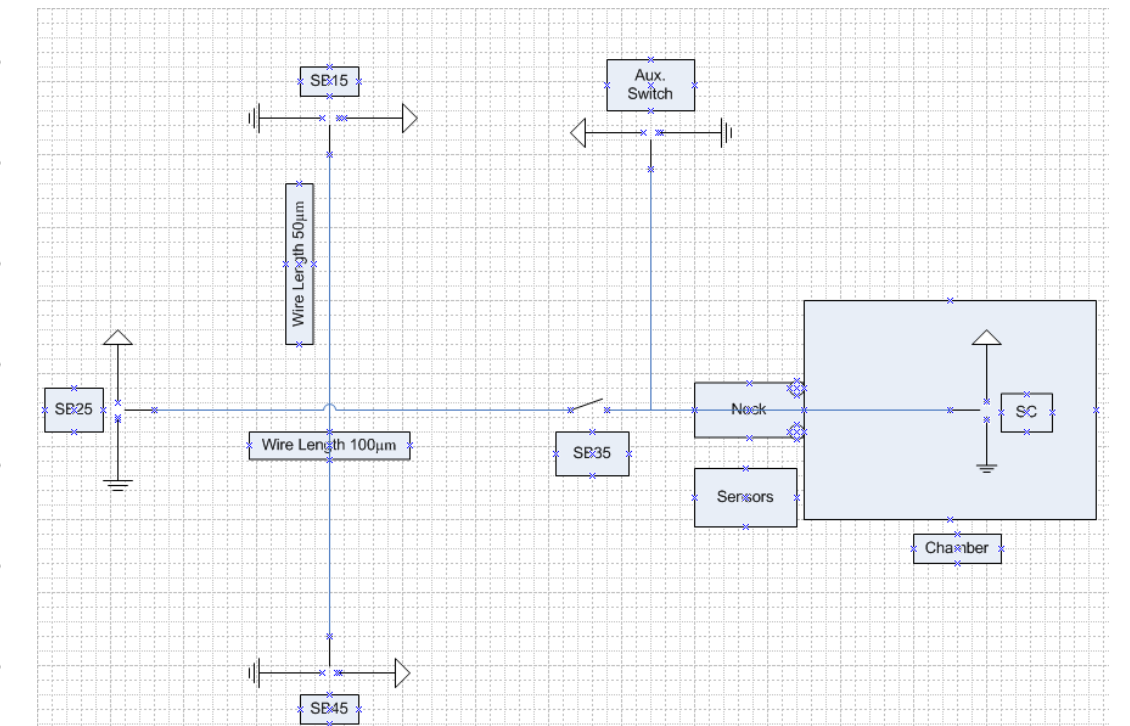 SB15
Aux.
Switch
Wire Length 50µm
SB25
Neck
SC
Wire Length 100µm
SB35
Sensors
Chamber
SB45